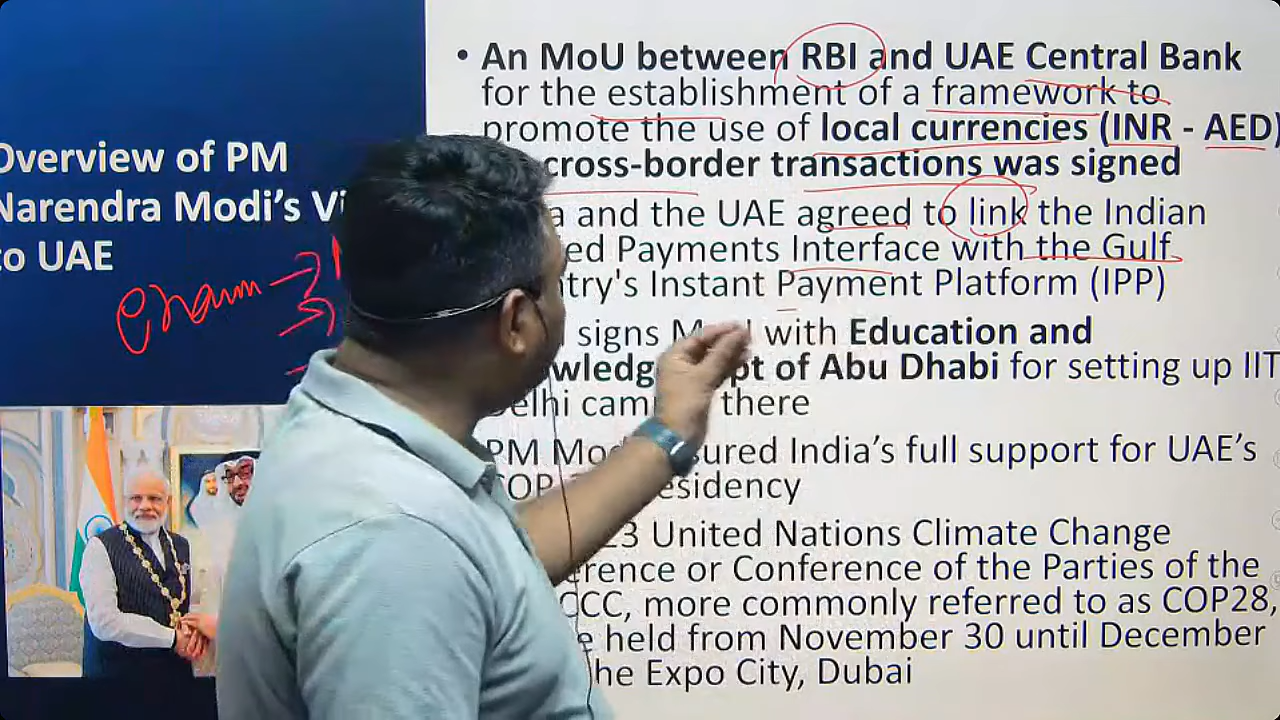 Overview of PM
Narendra Modi's Vi
to UAE
Exam
• An MoU between RBI and UAE Central Bank
for the establishment of a framework to
promote the use of local currencies (INR - AED)
cross-border transactions was signed
a and the UAE agreed to link the Indian
ed Payments Interface with the Gulf
ntry's Instant Payment Platform (IPP)
signs MoU with Education and
wledg pt of Abu Dhabi for setting up IIT
Delhi cam there
PM Mod sured India's full support for UAE's
COP esidency
23 United Nations Climate Change
erence or Conference of the Parties of the
CCC, more commonly referred to as COP28,
e held from November 30 until December
he Expo City, Dubai